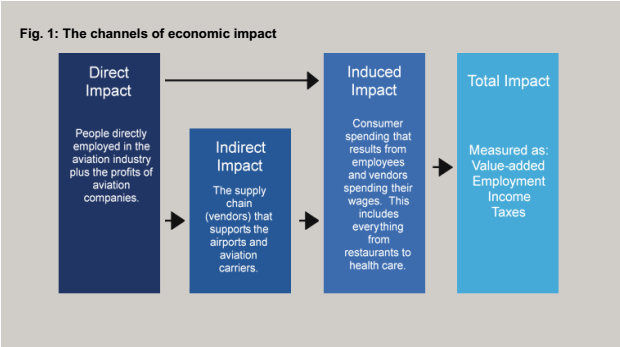 Fig. 1: The channels of economic impact
Direct
Impact
People directly
employed in the
aviation industry
plus the profits of
aviation
companies.
Indirect
Impact
The supply
chain
(vendors) that
supports the
airports and
aviation
carriers.
Induced
Impact
Consumer
spending that
results from
employees
and vendors
spending their
wages. This
includes
everything
from
restaurants to
health care.
Total Impact
Measured as:
Value-added
Employment
Income
Taxes